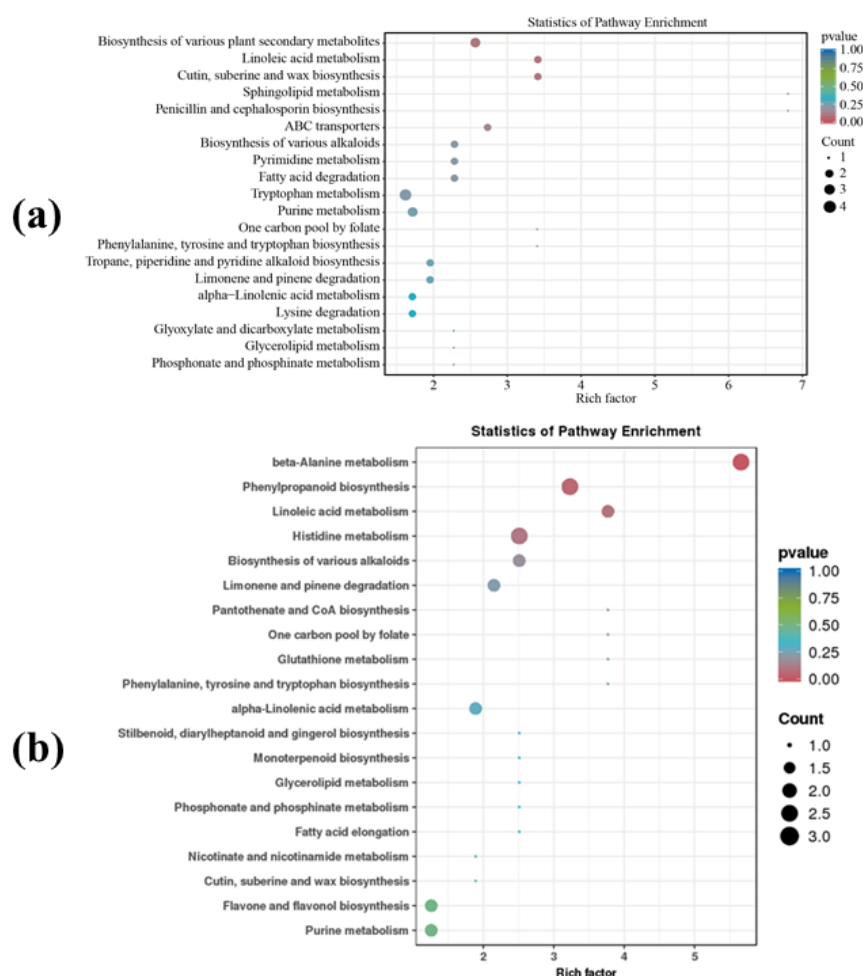 Statistics of Pathway Enrichment
Biosynthesis of various plant secondary metabolites
Linoleic acid metabolism
Cutin, suberine and wax biosynthesis
Sphingolipid metabolism
Penicillin and cephalosporin biosynthesis
ABC transporters
Biosynthesis of various alkaloids
Pyrimidine metabolism
Fatty acid degradation
Tryptophan metabolism
Purine metabolism
One carbon pool by folate
Phenylalanine, tyrosine and tryptophan biosynthesis
Tropane, piperidine and pyridine alkaloid biosynthesis
Limonene and pinene degradation
alpha−Linolenic acid metabolism
Lysine degradation
Glyoxylate and dicarboxylate metabolism
Glycerolipid metabolism
Phosphonate and phosphinate metabolism
2 3 4 5 6 7
Rich factor
pvalue
1.00
0.75
0.50
0.25
0.00
Count
1
2
3
4
(a)
Statistics of Pathway Enrichment
beta-Alanine metabolism
Phenylpropanoid biosynthesis
Linoleic acid metabolism
Histidine metabolism
Biosynthesis of various alkaloids
Limonene and pinene degradation
Pantothenate and CoA biosynthesis
One carbon pool by folate
Glutathione metabolism
Phenylalanine, tyrosine and tryptophan biosynthesis
alpha-Linolenic acid metabolism
Stilbenoid, diarylheptanoid and gingerol biosynthesis
Monoterpenoid biosynthesis
Glycerolipid metabolism
Phosphonate and phosphinate metabolism
Fatty acid elongation
Nicotinate and nicotinamide metabolism
Cutin, suberine and wax biosynthesis
Flavone and flavonol biosynthesis
Purine metabolism
2 3 4 5
Rich factor
pvalue
1.00
0.75
0.50
0.25
0.00
Count
1.0
1.5
2.0
2.5
3.0
(b)